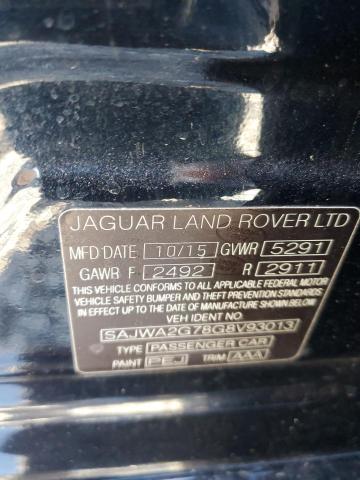 JAGUAR LAND ROVER LTD
MFD DATE 10/15 GVWR 5291
GAWR F 2492 R 2911
THIS VEHICLE CONFORMS TO ALL APPLICABLE FEDERAL MOTOR
VEHICLE SAFETY BUMPER AND THEFT PREVENTION STANDARDS
IN EFFECT UP TO THE DATE OF MANUFACTURE SHOWN ABOVE
VEH IDENT NO
SAJWA2G78G8V93013
TYPE PASSENGER CAR
PAINT PEJ TRIM AAA